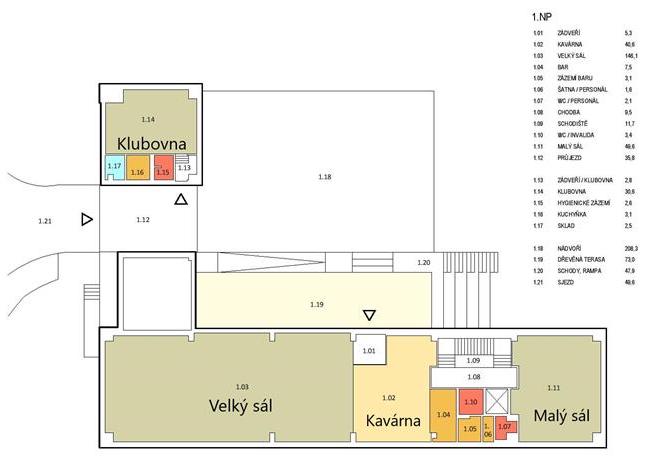 1.NP
1.01 ZÁDVEŘÍ 5,3
1.02 KAVÁRNA 40,6
1.03 VELKÝ SÁL 146,1
1.04 BAR 7,5
1.05 ZÁZEMÍ BARU 3,1
1.06 ŠATNA / PERSONÁL 1,6
1.07 WC / PERSONÁL 2,1
1.08 CHODBA 9,5
1.09 SCHODIŠTĚ 11,7
1.10 WC / INVALIDA 3,4
1.11 MALÝ SÁL 49,6
1.12 PRŮJEZD 35,8
1.13 ZÁDVEŘÍ / KLUBOVNA 2,8
1.14 KLUBOVNA 30,6
1.15 HYGIENICKÉ ZÁZEMÍ 2,6
1.16 KUCHYŇKA 3,1
1.17 SKLAD 2,5
1.18 NÁDVOŘÍ 208,3
1.19 DŘEVĚNÁ TERASA 73,0
1.20 SCHODY, RAMPA 47,9
1.21 SJEZD 49,6
1.14
Klubovna
1.17
1.16
1.15
1.13
1.18
1.21
1.12
1.20
1.19
1.01
1.09
1.08
1.03
Velký sál
1.02
Kavárna
1.04
1.10
1.05
1.
06
1.07
1.11
Malý sál